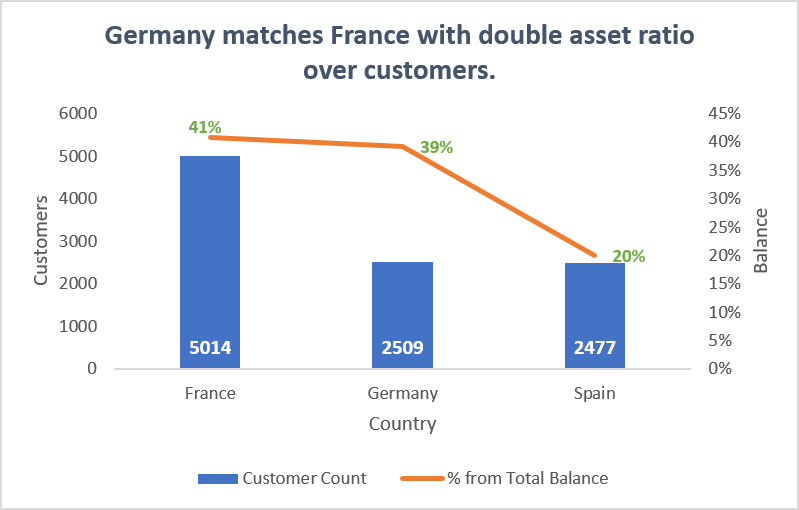 Germany matches France with double asset ratio
over customers.
6000
5000
4000
3000
2000
1000
0
Customers
41%
39%
20%
5014
2509
2477
45%
40%
35%
30%
25%
20%
15%
10%
5%
0%
Balance
France
Germany
Spain
Country
Customer Count
% from Total Balance